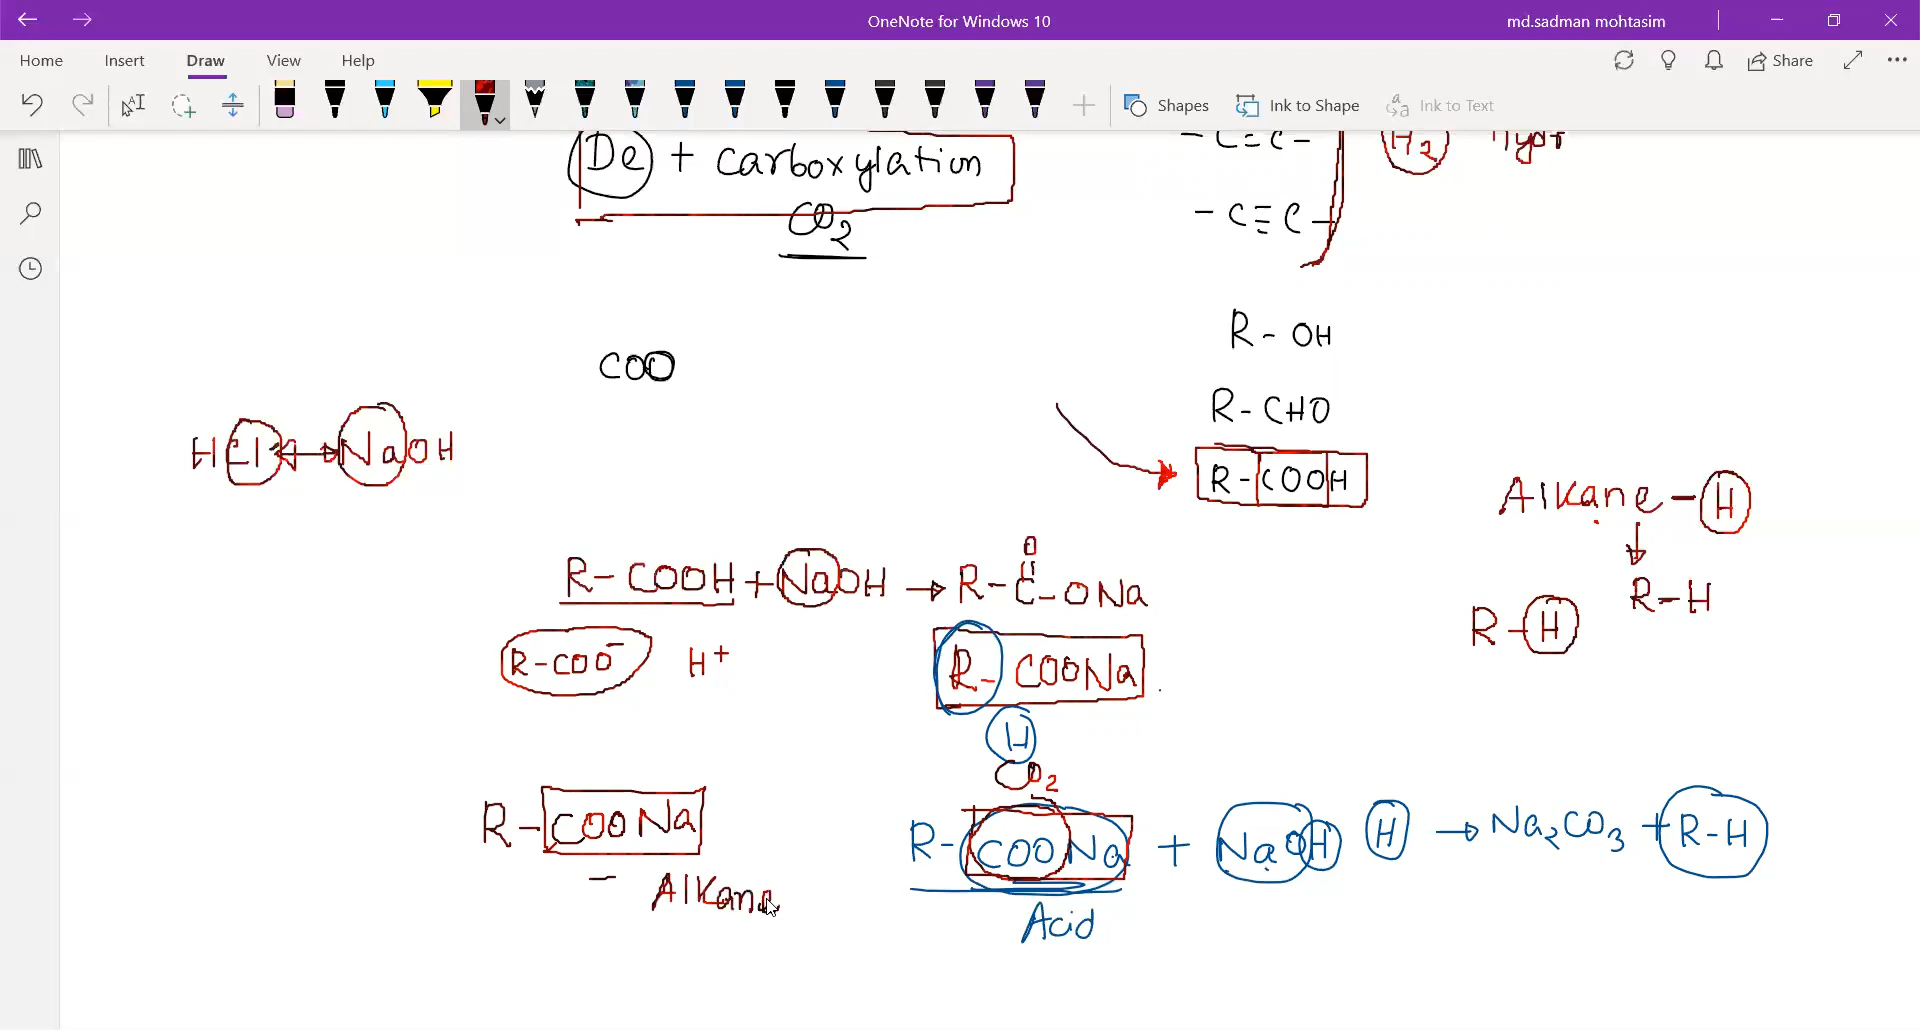 OneNote for Windows 10
md.sadman mohtasim
Home Insert Draw View Help
Share
Shapes Ink to Shape Ink to Text
De + carboxylation
CO2
- C=C-
H2
- C≡C-
R - OH
COO
R - CHO
HCl NaOH
R - COOH
Alkane - H
R-COOH + NaOH → R-C-ONa
O
R-H
R-H
R-COO⁻ H+
R-COONa
H
CO2
R-COONa
R-COONa + NaOH H → Na2CO3 + R-H
- Alkane
Acid